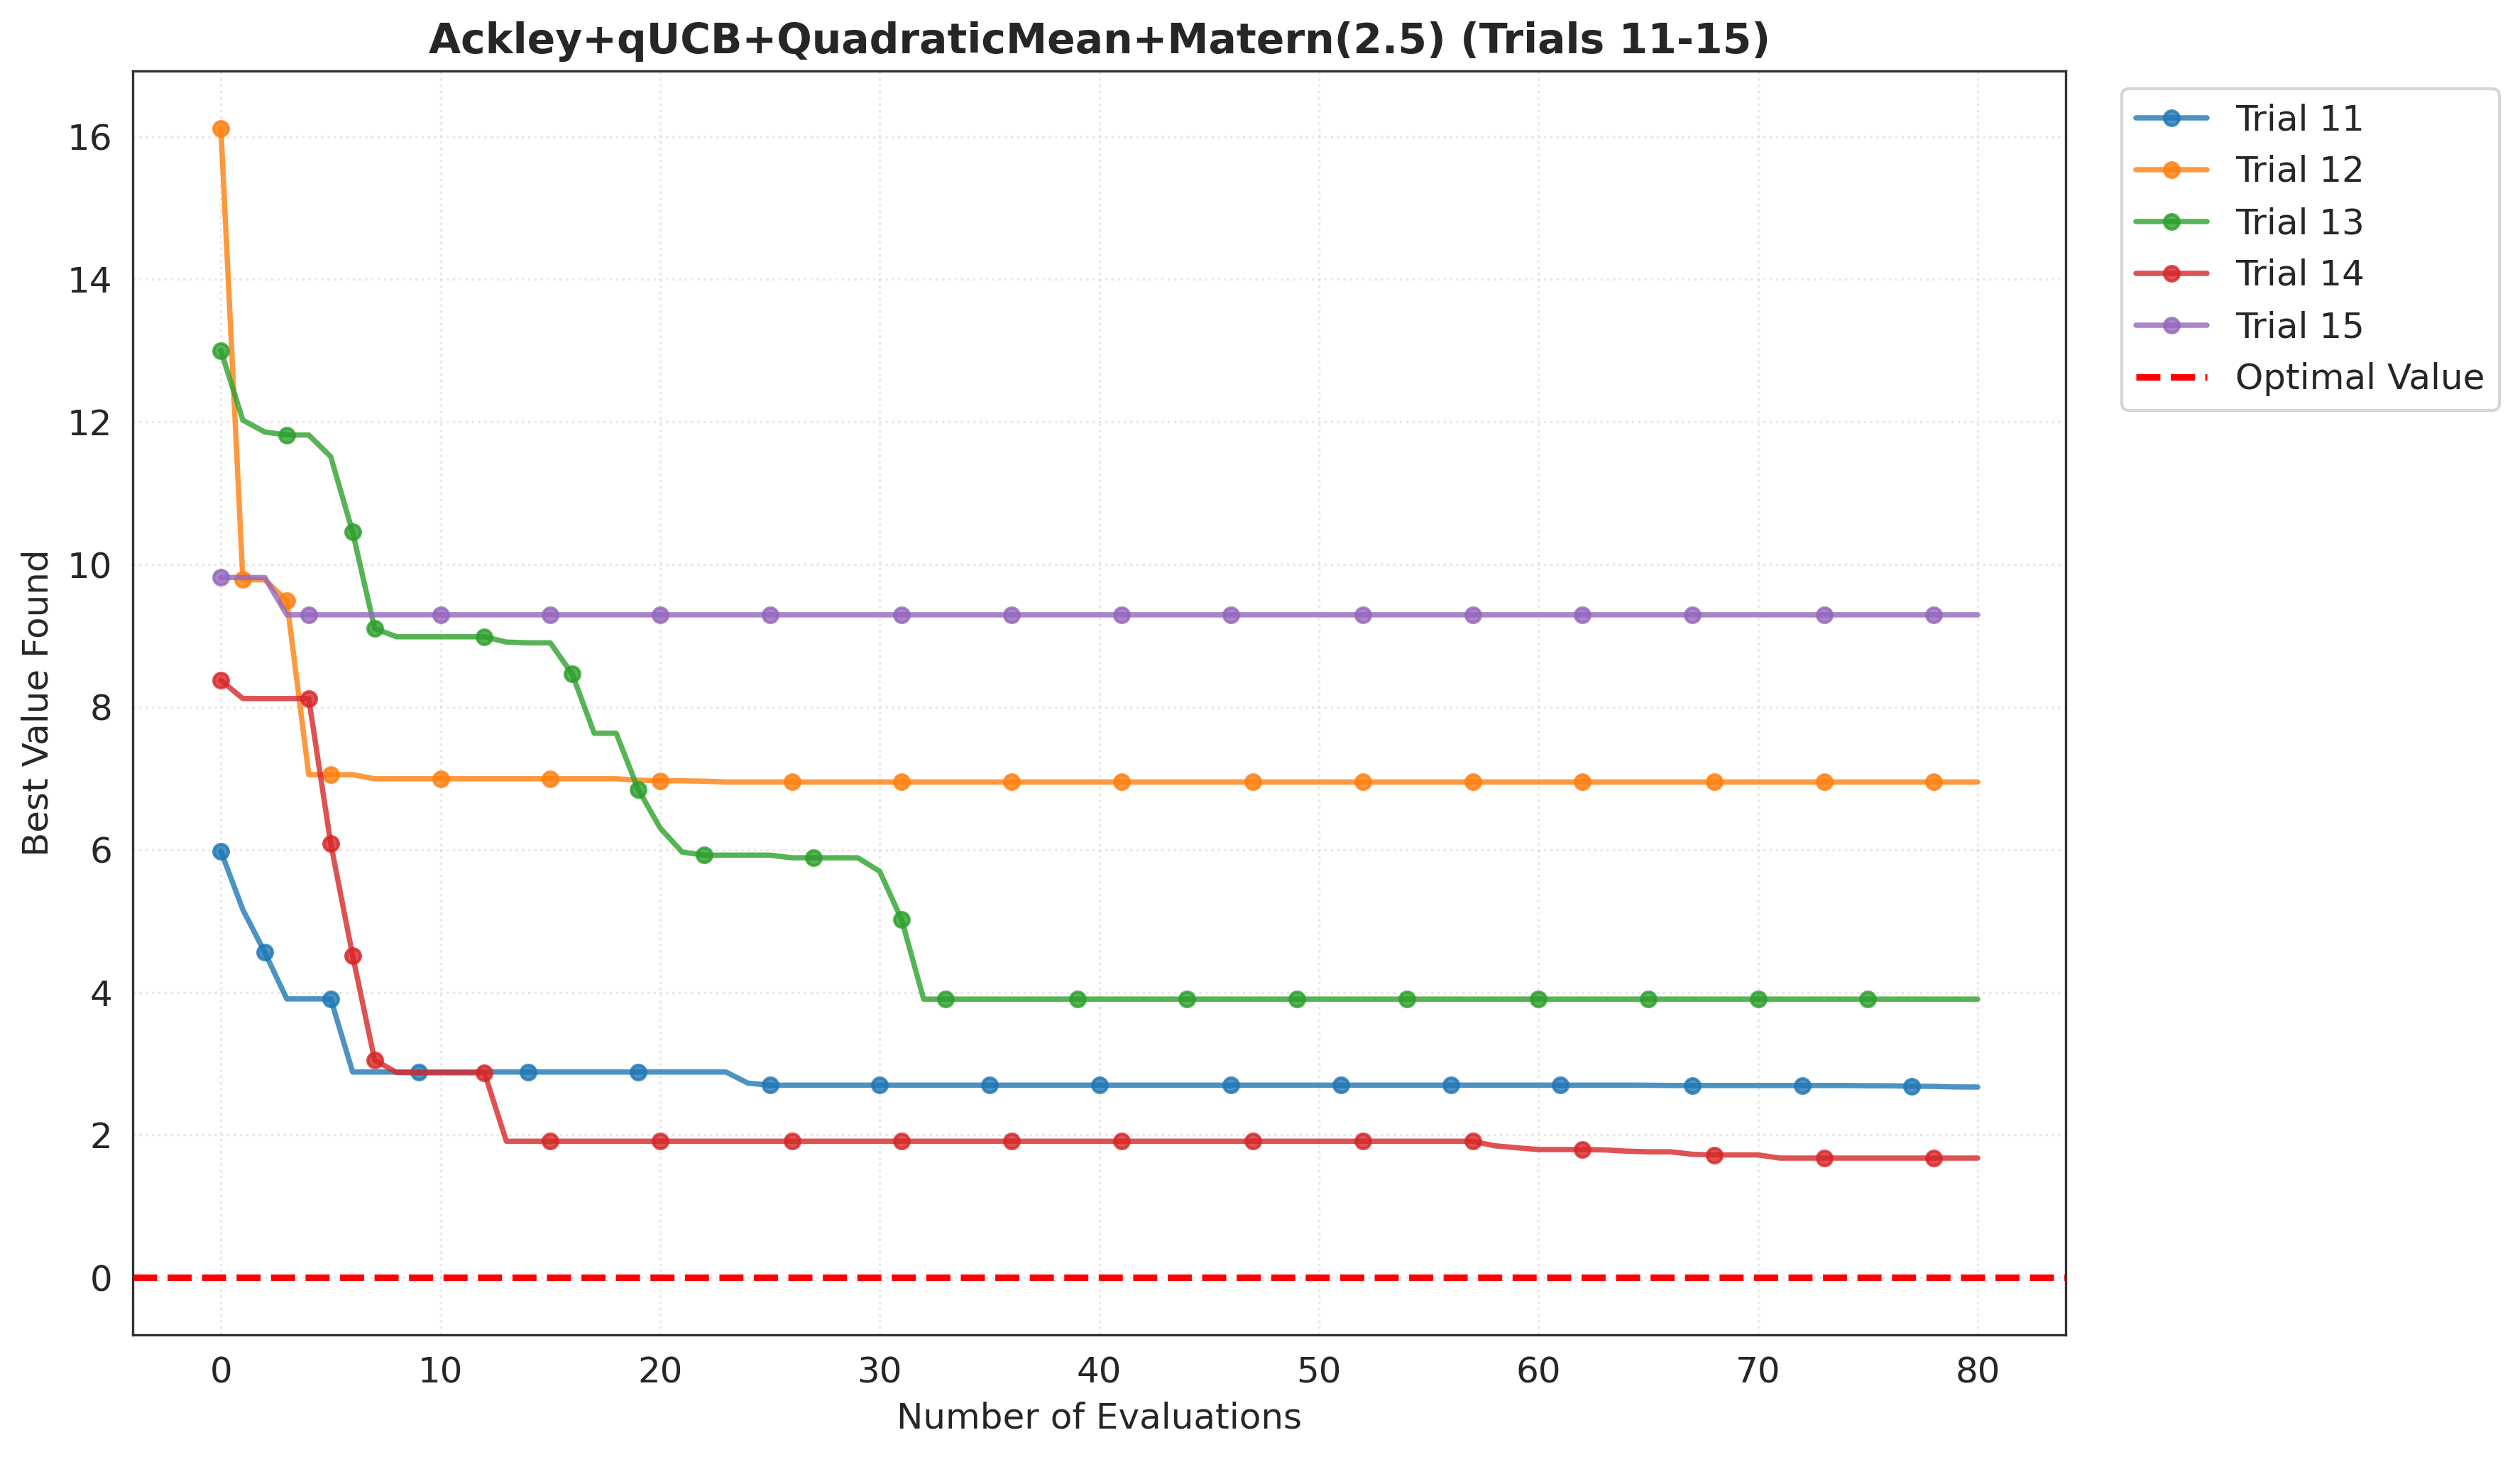 Ackley+qUCB+QuadraticMean+Matern(2.5) (Trials 11-15)
Best Value Found
16
14
12
10
8
6
4
2
0
0 10 20 30 40 50 60 70 80
Number of Evaluations
Trial 11
Trial 12
Trial 13
Trial 14
Trial 15
Optimal Value